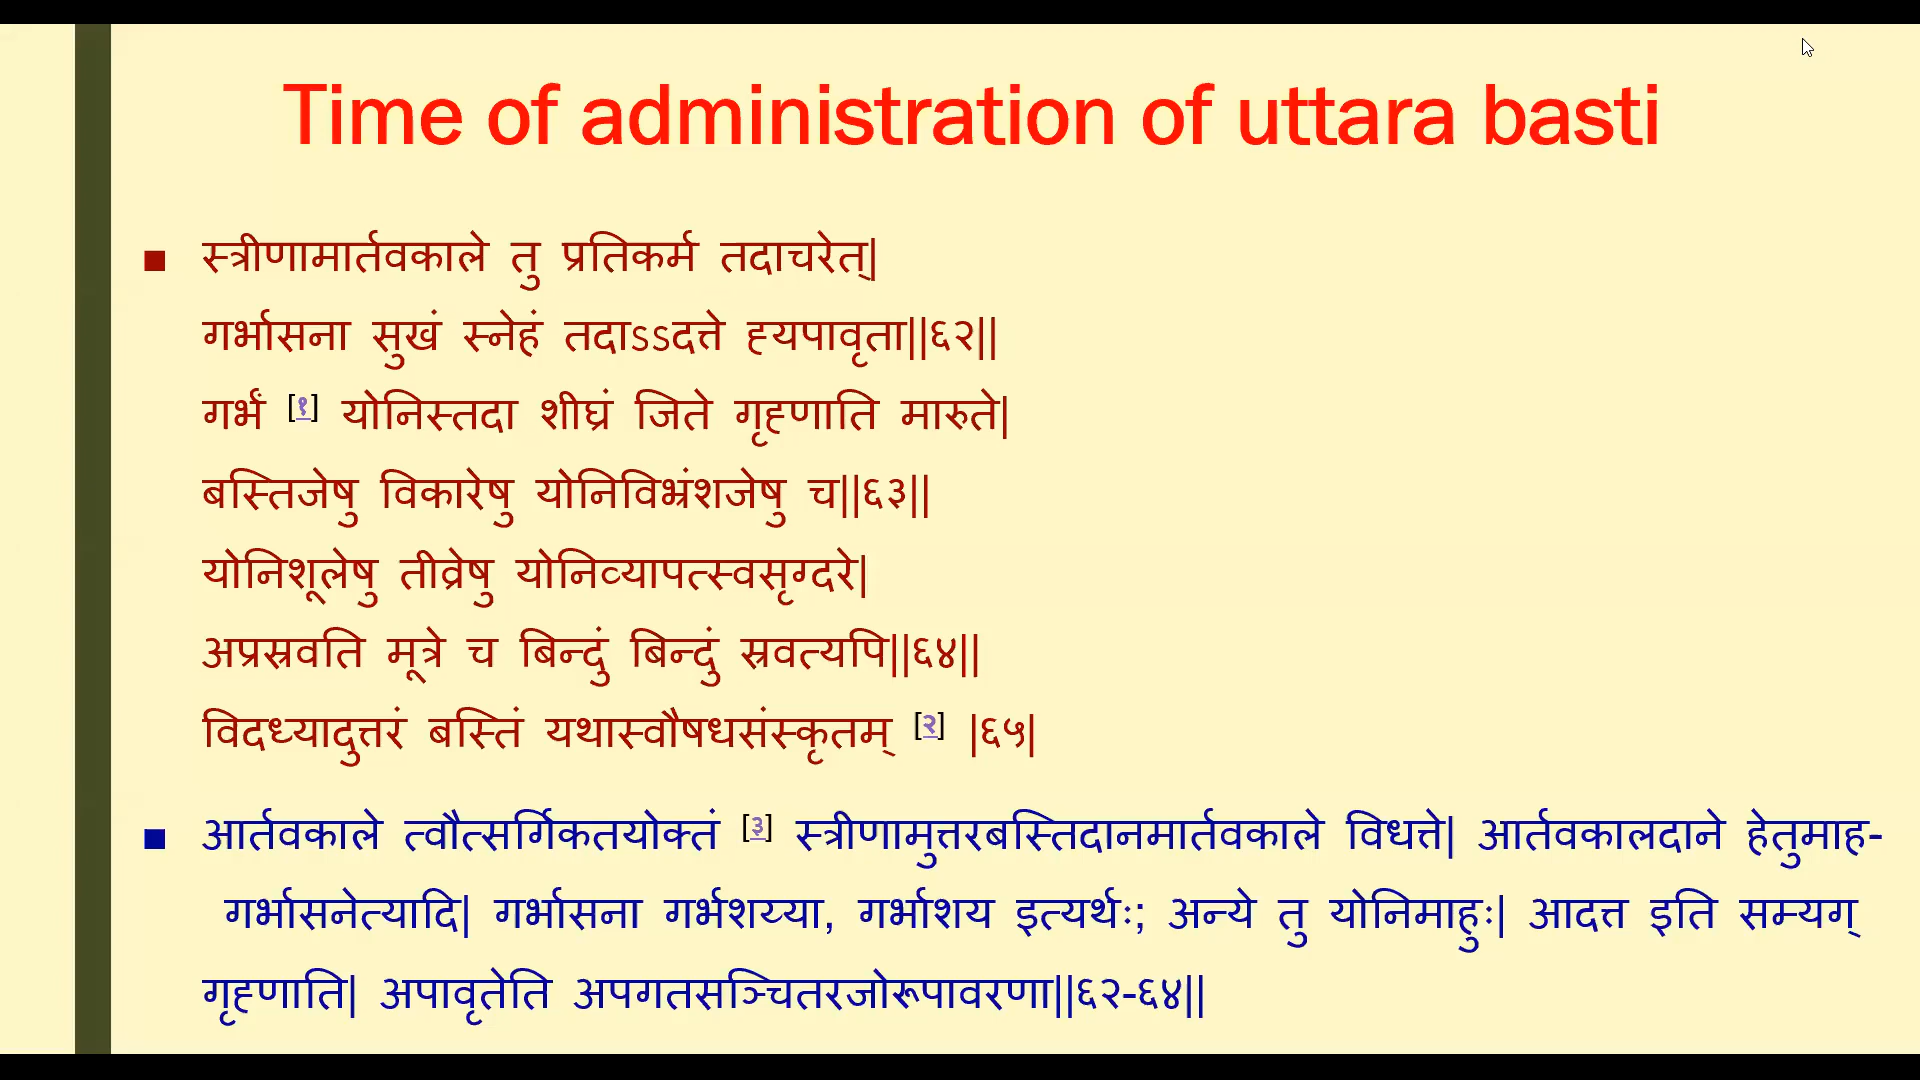 Time of administration of uttara basti
■ स्त्रीणामार्तवकाले तु प्रतिकर्म तदाचरेत्|
गर्भासना सुखं स्नेहं तदाऽऽदत्ते ह्यपावृता||६२||
गर्भं [१] योनिस्तदा शीघ्रं जिते गृह्णाति मारुते|
बस्तिजेषु विकारेषु योनिविभ्रंशजेषु च||६३||
योनिशूलेषु तीव्रेषु योनिव्यापत्स्वसृग्दरे|
अप्रस्रवति मूत्रे च बिन्दुं बिन्दुं स्रवत्यपि||६४||
विदध्यादुत्तरं बस्तिं यथास्वौषधसंस्कृतम् [२] |६५|
■ आर्तवकाले त्वौत्सर्गिकतयोक्तं [३] स्त्रीणामुत्तरबस्तिदानमार्तवकाले विधत्ते| आर्तवकालदाने हेतुमाह-
गर्भासनेत्यादि| गर्भासना गर्भशय्या, गर्भाशय इत्यर्थः; अन्ये तु योनिमाहुः| आदत्त इति सम्यग्
गृह्णाति| अपावृतेति अपगतसञ्चितरजोरूपावरणा||६२-६४||